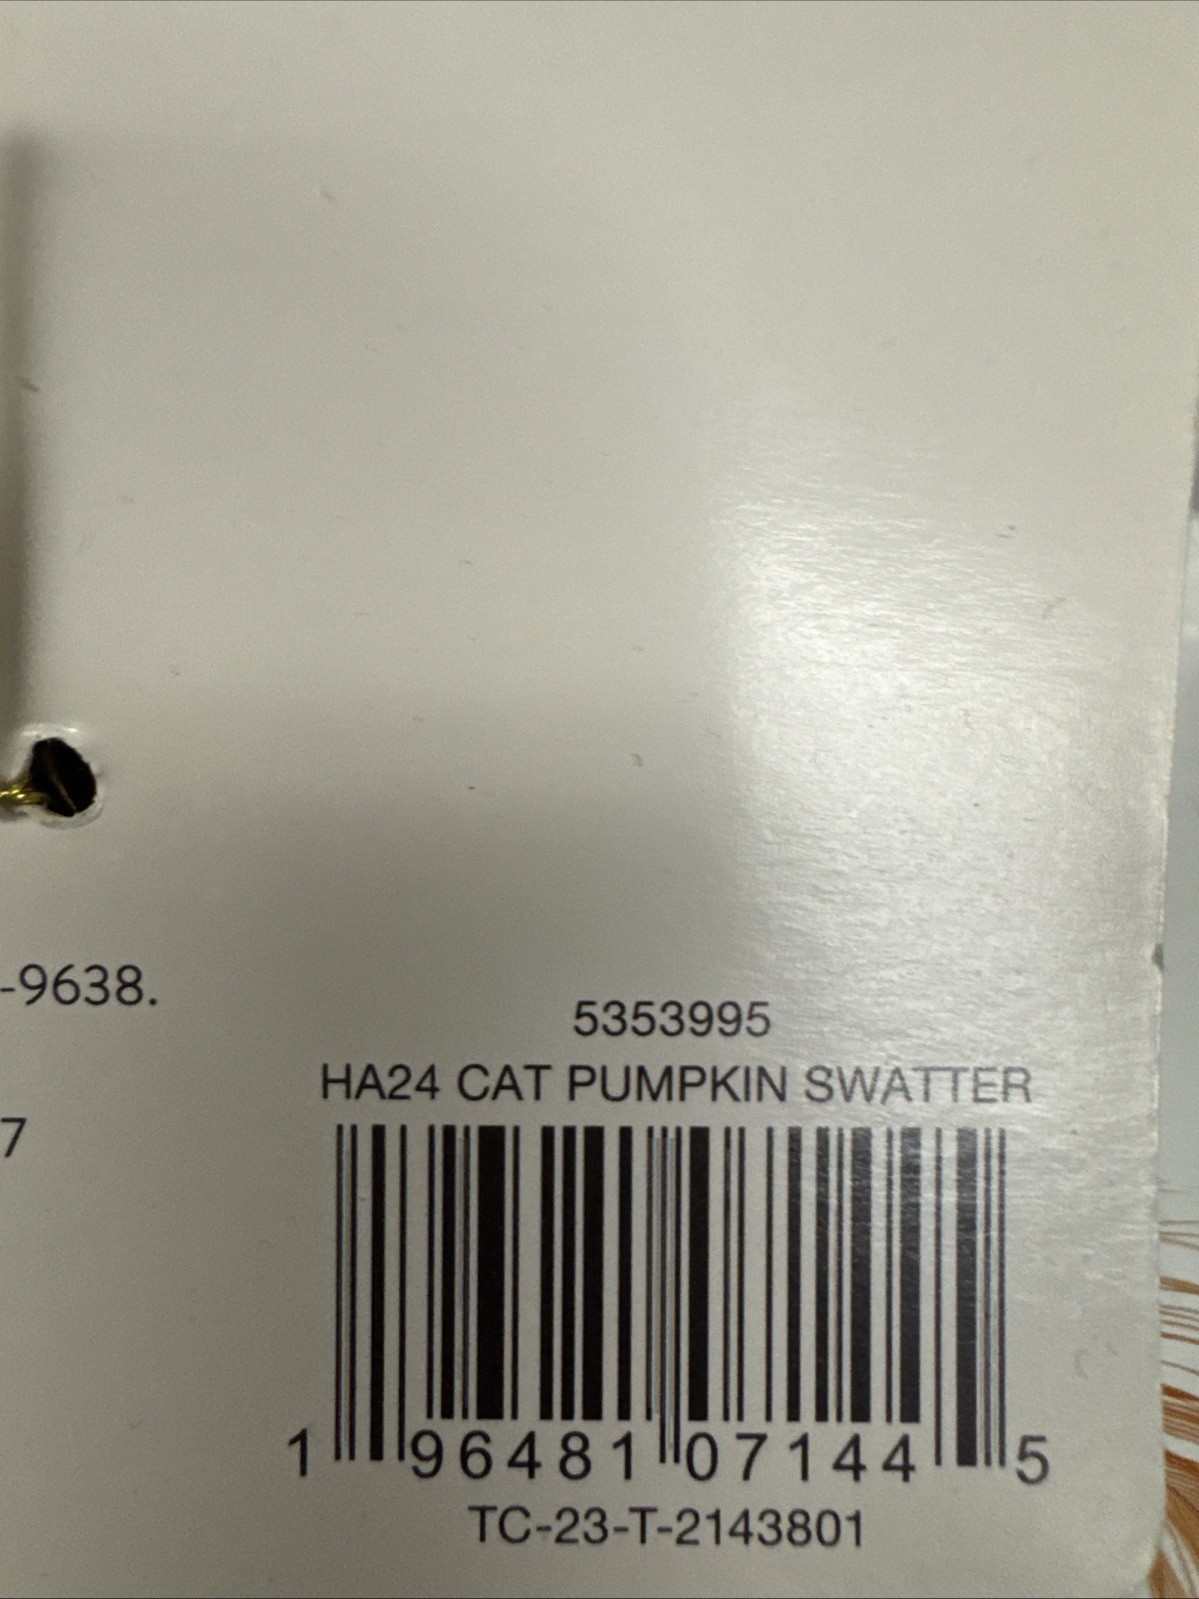 -9638.
5353995
HA24 CAT PUMPKIN SWATTER
7
1 96481 07144 5
TC-23-T-2143801